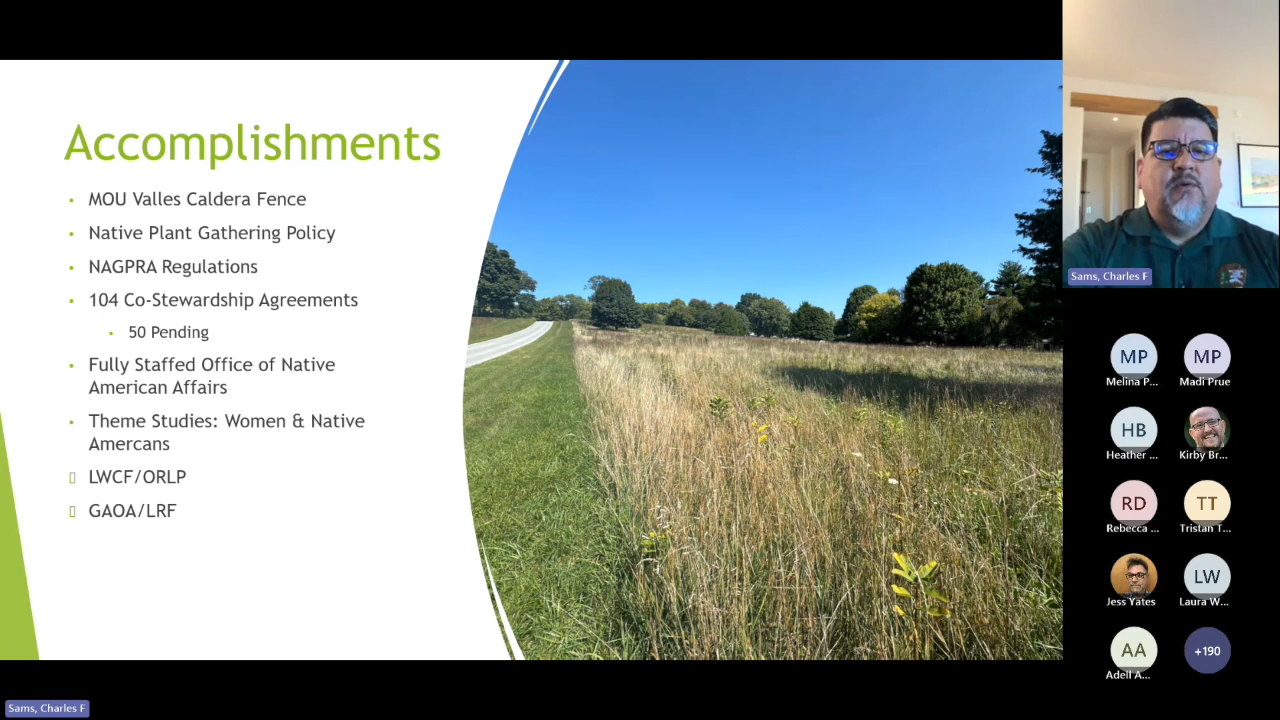 Accomplishments
• MOU Valles Caldera Fence
• Native Plant Gathering Policy
• NAGPRA Regulations
• 104 Co-Stewardship Agreements
• 50 Pending
• Fully Staffed Office of Native
American Affairs
• Theme Studies: Women & Native
Amercans
LWCF/ORLP
GAOA/LRF
Sams, Charles F
MP
MP
Melina P...
Madi Prue
HB
Heather ...
Kirby Br...
RD
TT
Rebecca ...
Tristan T...
LW
Jess Yates
Laura W...
AA
+190
Adell A...
Sams, Charles F